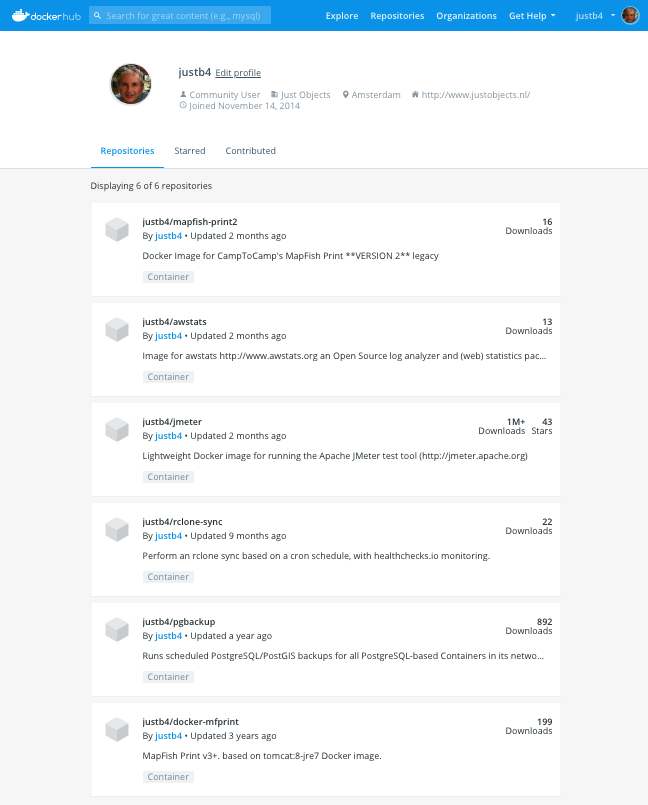 dockerhub Search for great content (e.g., mysql) Explore Repositories Organizations Get Help justb4
justb4 Edit profile
Community User Just Objects Amsterdam http://www.justobjects.nl/
Joined November 14, 2014
Repositories Starred Contributed
Displaying 6 of 6 repositories
justb4/mapfish-print2 16
By justb4 • Updated 2 months ago Downloads
Docker Image for CampToCamp's MapFish Print **VERSION 2** legacy
Container
justb4/awstats 13
By justb4 • Updated 2 months ago Downloads
Image for awstats http://www.awstats.org an Open Source log analyzer and (web) statistics pac...
Container
justb4/jmeter 1M+ 43
By justb4 • Updated 2 months ago Downloads Stars
Lightweight Docker image for running the Apache JMeter test tool (http://jmeter.apache.org)
Container
justb4/rclone-sync 22
By justb4 • Updated 9 months ago Downloads
Perform an rclone sync based on a cron schedule, with healthchecks.io monitoring.
Container
justb4/pgbackup 892
By justb4 • Updated a year ago Downloads
Runs scheduled PostgreSQL/PostGIS backups for all PostgreSQL-based Containers in its netwo...
Container
justb4/docker-mfprint 199
By justb4 • Updated 3 years ago Downloads
MapFish Print v3+. based on tomcat:8-jre7 Docker image.
Container